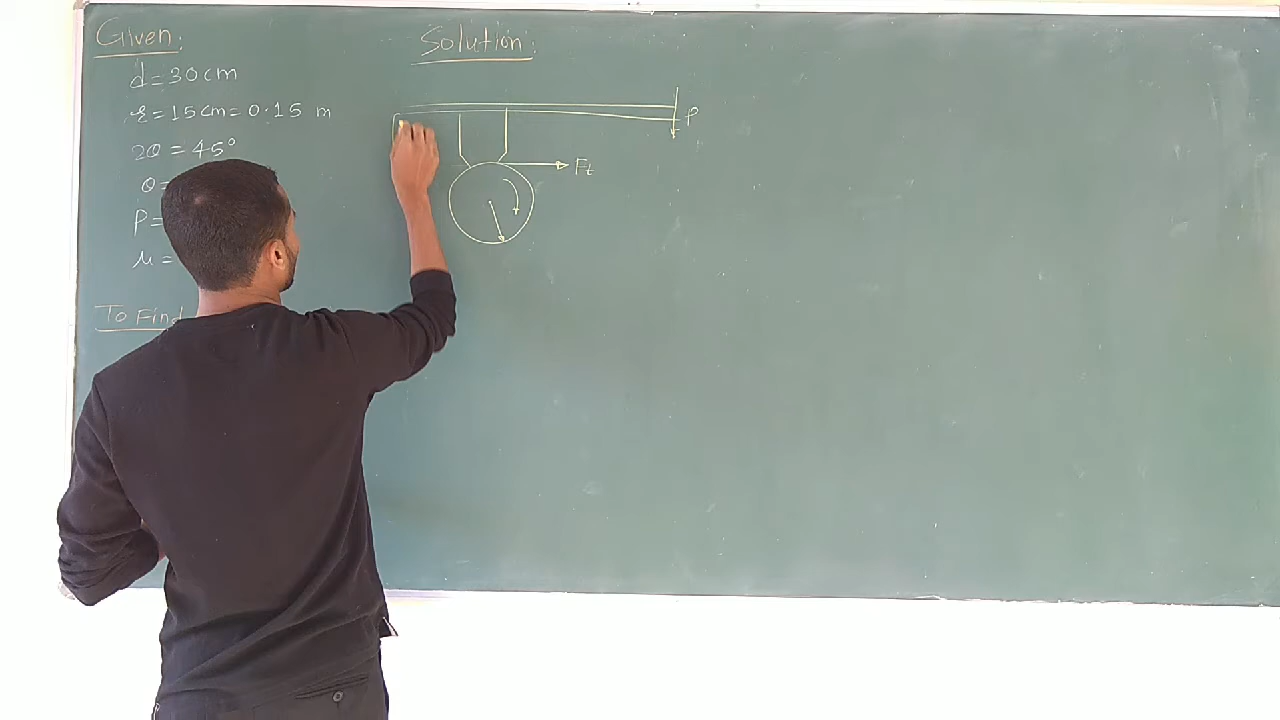 Given:
d = 30 cm
r = 15 cm = 0.15 m
2θ = 45°
θ =
P =
μ =
To Find
Solution:
P
Ft